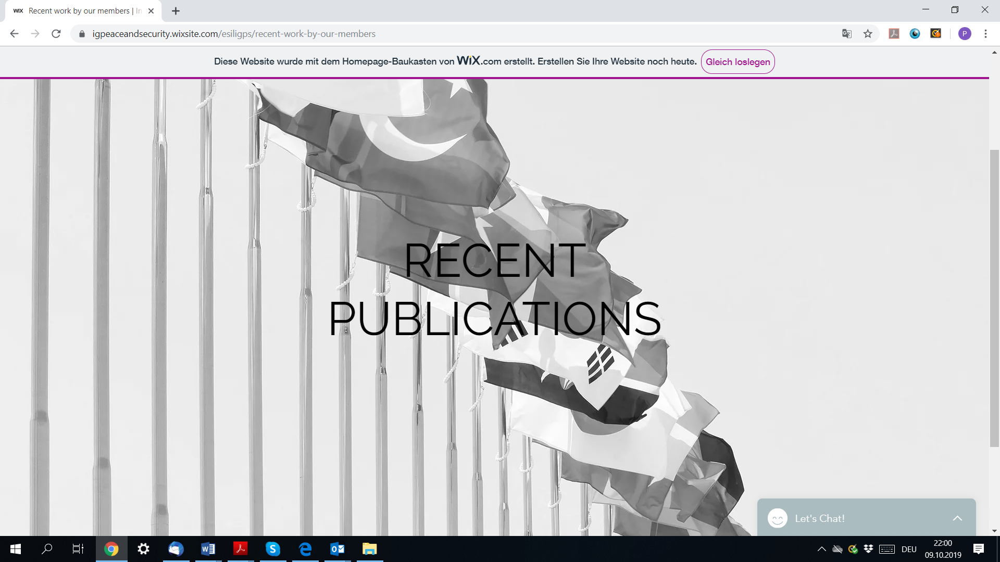 WIX Recent work by our members | In
igpeaceandsecurity.wixsite.com/esiligps/recent-work-by-our-members
P
Diese Website wurde mit dem Homepage-Baukasten von WiX.com erstellt. Erstellen Sie Ihre Website noch heute. Gleich loslegen
RECENT
PUBLICATIONS
Let's Chat!
DEU
22:00
09.10.2019